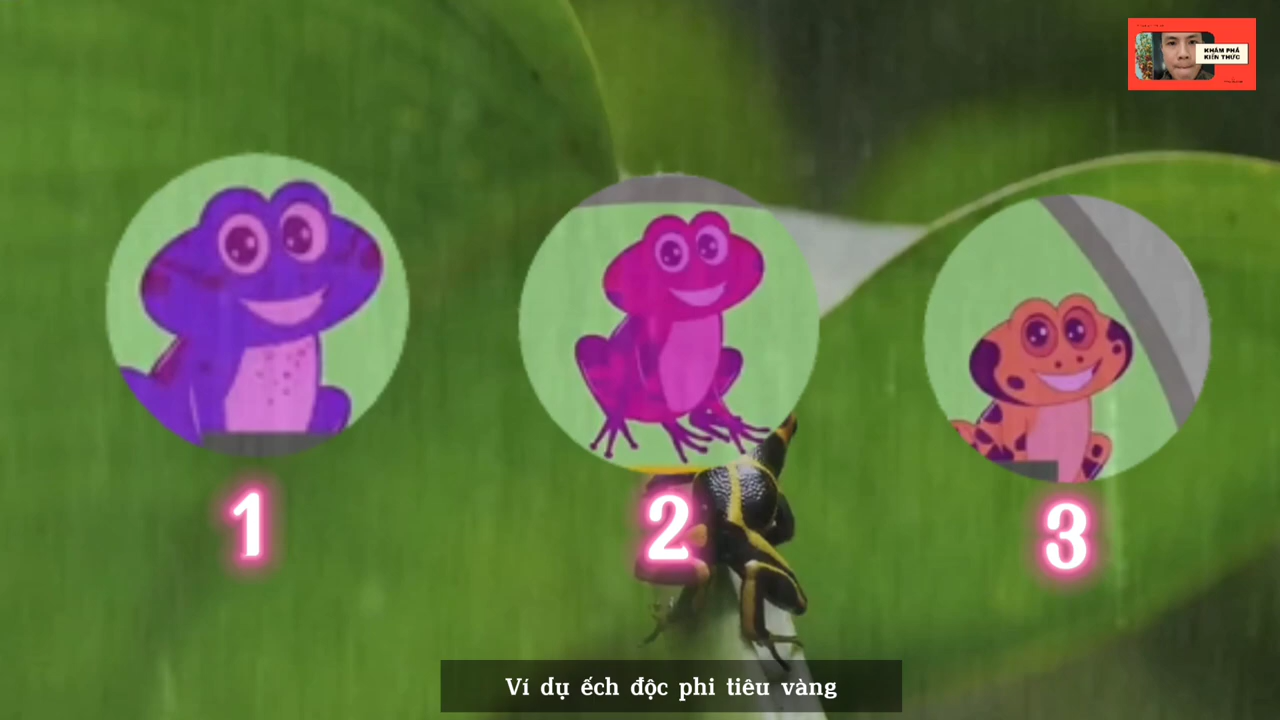 KHÁM PHÁ
KIẾN THỨC
1
2
3
Ví dụ ếch độc phi tiêu vàng